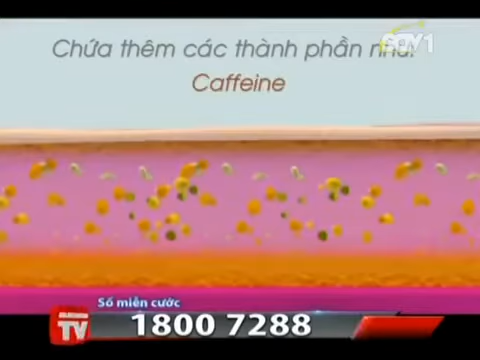 Chứa thêm các thành phần như:
Caffeine
Số miễn cước
TV
1800 7288